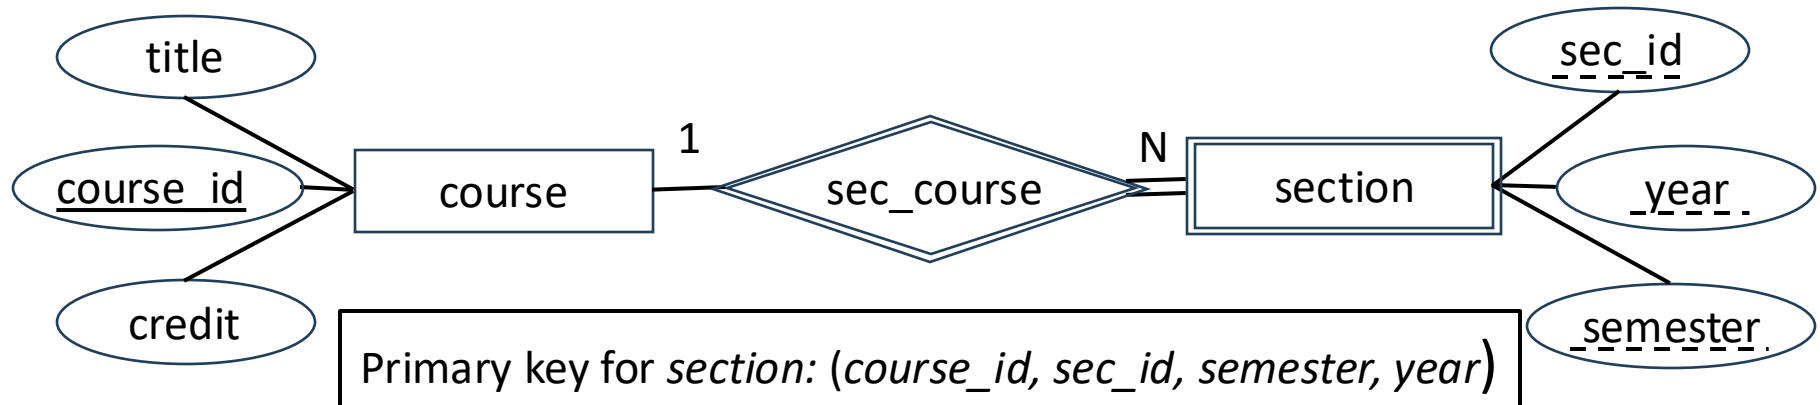 title
sec_id
1
N
course_id
course
sec_course
section
year
credit
semester
Primary key for section: (course_id, sec_id, semester, year)